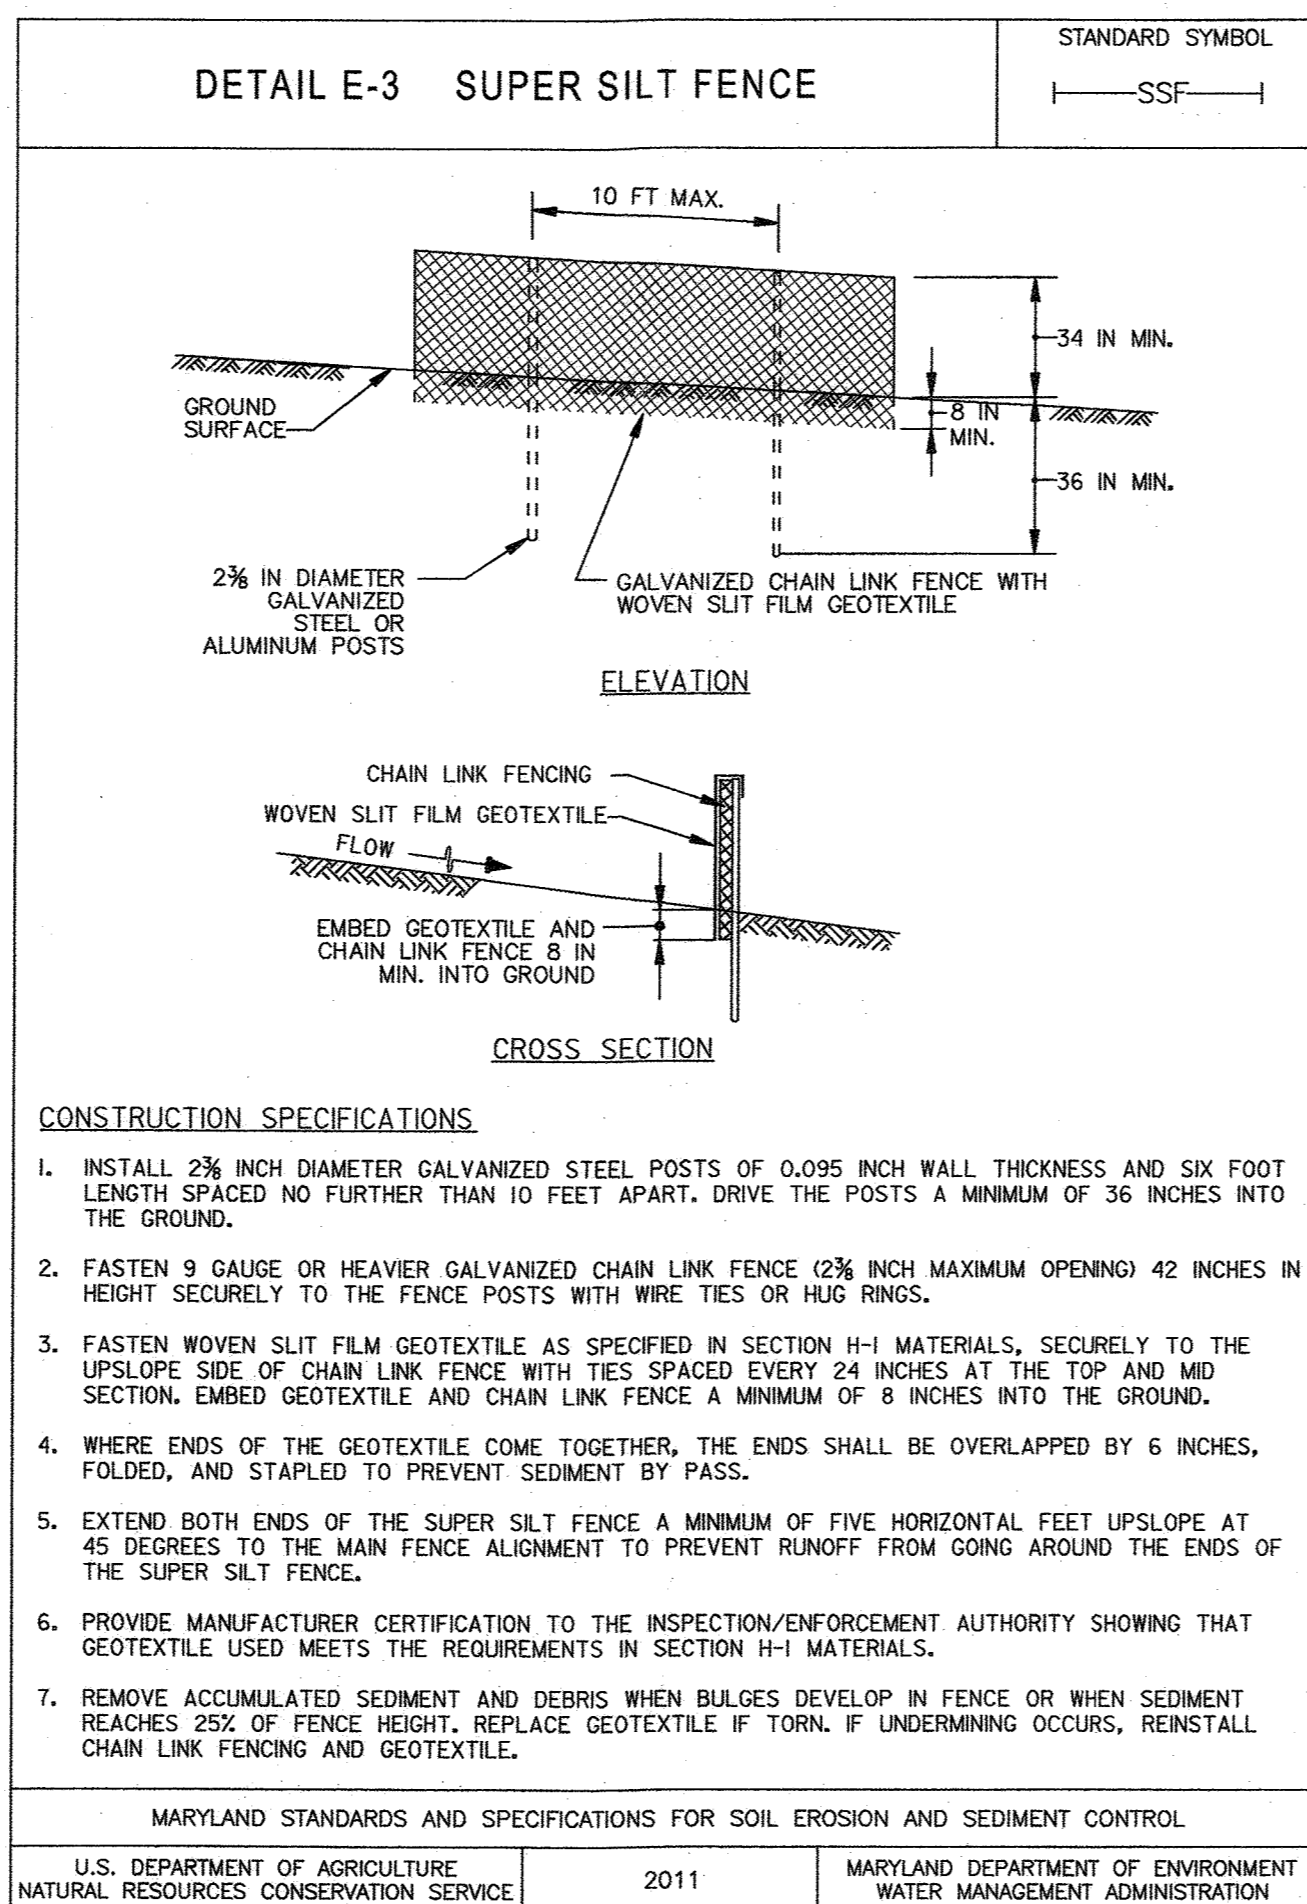 DETAIL E-3 SUPER SILT FENCE
STANDARD SYMBOL
SSF
10 FT MAX.
34 IN MIN.
GROUND
SURFACE
8 IN
MIN.
36 IN MIN.
2⅜ IN DIAMETER
GALVANIZED
STEEL OR
ALUMINUM POSTS
GALVANIZED CHAIN LINK FENCE WITH
WOVEN SLIT FILM GEOTEXTILE
ELEVATION
CHAIN LINK FENCING
WOVEN SLIT FILM GEOTEXTILE
FLOW
EMBED GEOTEXTILE AND
CHAIN LINK FENCE 8 IN
MIN. INTO GROUND
CROSS SECTION
CONSTRUCTION SPECIFICATIONS
1. INSTALL 2⅜ INCH DIAMETER GALVANIZED STEEL POSTS OF 0.095 INCH WALL THICKNESS AND SIX FOOT
LENGTH SPACED NO FURTHER THAN 10 FEET APART. DRIVE THE POSTS A MINIMUM OF 36 INCHES INTO
THE GROUND.
2. FASTEN 9 GAUGE OR HEAVIER GALVANIZED CHAIN LINK FENCE (2⅜ INCH MAXIMUM OPENING) 42 INCHES IN
HEIGHT SECURELY TO THE FENCE POSTS WITH WIRE TIES OR HUG RINGS.
3. FASTEN WOVEN SLIT FILM GEOTEXTILE AS SPECIFIED IN SECTION H-1 MATERIALS, SECURELY TO THE
UPSLOPE SIDE OF CHAIN LINK FENCE WITH TIES SPACED EVERY 24 INCHES AT THE TOP AND MID
SECTION. EMBED GEOTEXTILE AND CHAIN LINK FENCE A MINIMUM OF 8 INCHES INTO THE GROUND.
4. WHERE ENDS OF THE GEOTEXTILE COME TOGETHER, THE ENDS SHALL BE OVERLAPPED BY 6 INCHES,
FOLDED, AND STAPLED TO PREVENT SEDIMENT BY PASS.
5. EXTEND BOTH ENDS OF THE SUPER SILT FENCE A MINIMUM OF FIVE HORIZONTAL FEET UPSLOPE AT
45 DEGREES TO THE MAIN FENCE ALIGNMENT TO PREVENT RUNOFF FROM GOING AROUND THE ENDS OF
THE SUPER SILT FENCE.
6. PROVIDE MANUFACTURER CERTIFICATION TO THE INSPECTION/ENFORCEMENT AUTHORITY SHOWING THAT
GEOTEXTILE USED MEETS THE REQUIREMENTS IN SECTION H-1 MATERIALS.
7. REMOVE ACCUMULATED SEDIMENT AND DEBRIS WHEN BULGES DEVELOP IN FENCE OR WHEN SEDIMENT
REACHES 25% OF FENCE HEIGHT. REPLACE GEOTEXTILE IF TORN. IF UNDERMINING OCCURS, REINSTALL
CHAIN LINK FENCING AND GEOTEXTILE.
MARYLAND STANDARDS AND SPECIFICATIONS FOR SOIL EROSION AND SEDIMENT CONTROL
U.S. DEPARTMENT OF AGRICULTURE
NATURAL RESOURCES CONSERVATION SERVICE
2011
MARYLAND DEPARTMENT OF ENVIRONMENT
WATER MANAGEMENT ADMINISTRATION